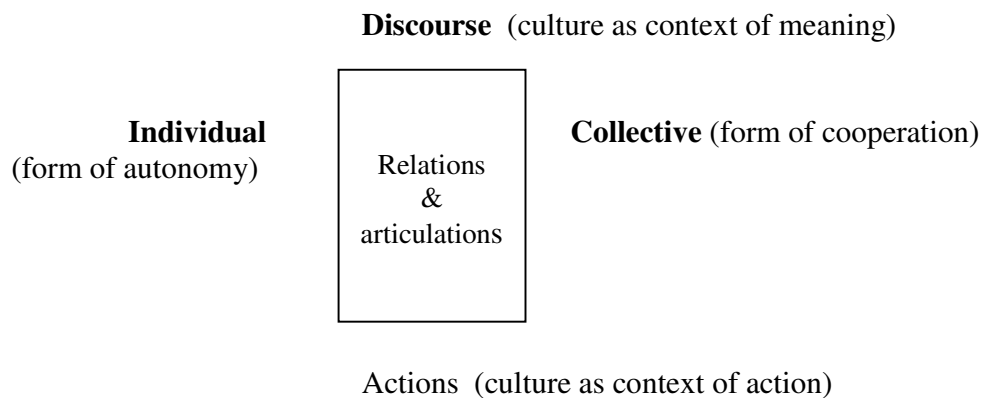 Discourse (culture as context of meaning)
Individual
(form of autonomy)
Collective (form of cooperation)
Relations
&
articulations
Actions (culture as context of action)